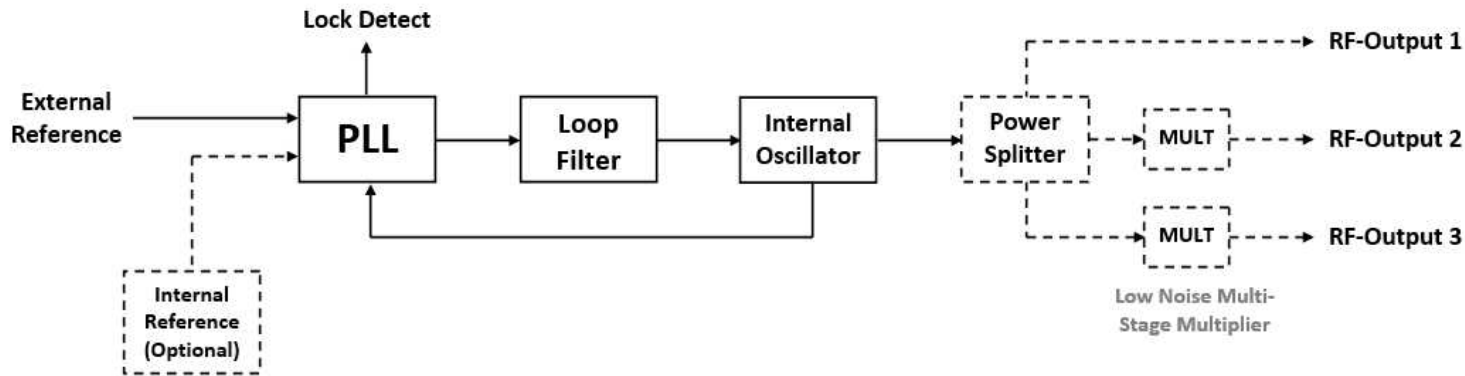 Lock Detect
External
Reference
PLL
Loop
Filter
Internal
Oscillator
Power
Splitter
RF-Output 1
MULT
RF-Output 2
MULT
RF-Output 3
Internal
Reference
(Optional)
Low Noise Multi-
Stage Multiplier